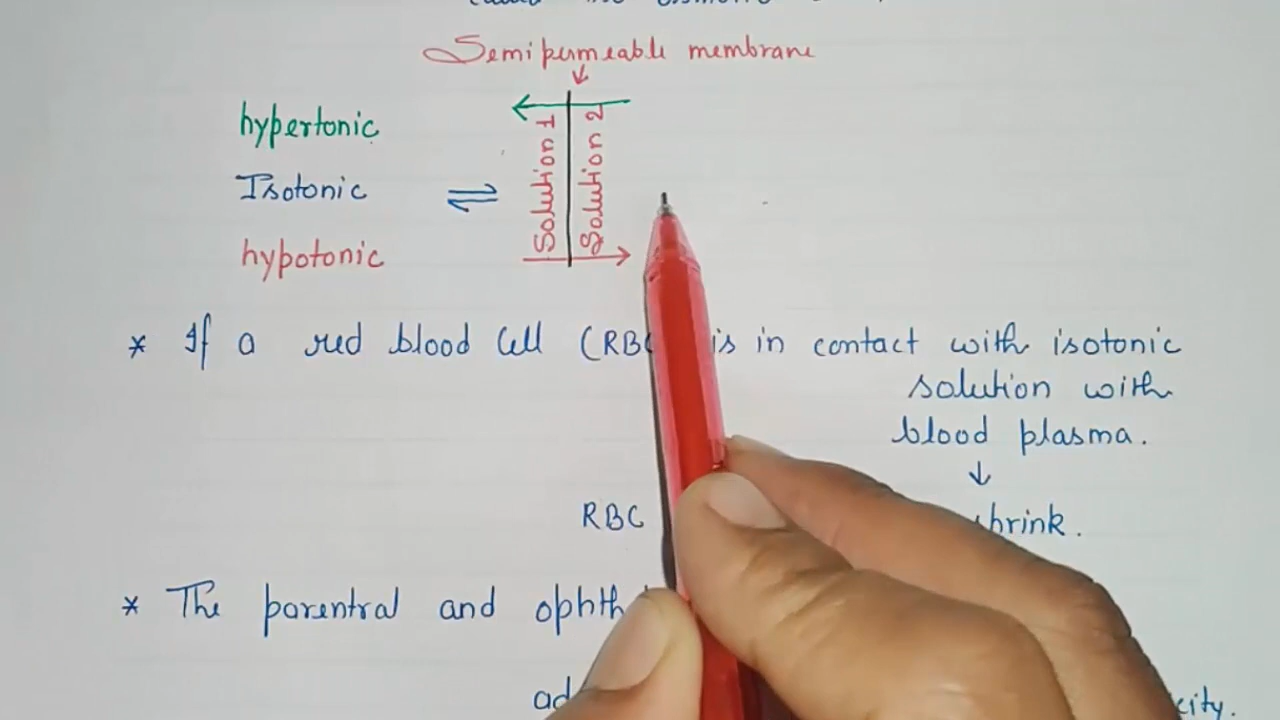 Semipermeable membrane
hypertonic
Isotonic
hypotonic
Solution 1
Solution 2
* If a red blood Cell (RBC is in contact with isotonic
solution with
blood plasma.
RBC
* The parentral and